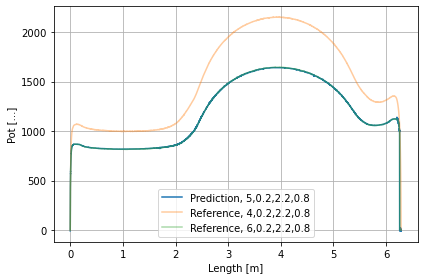 2000
1500
1000
500
0
Pot [...]
Prediction, 5,0.2,2.2,0.8
Reference, 4,0.2,2.2,0.8
Reference, 6,0.2,2.2,0.8
0 1 2 3 4 5 6
Length [m]